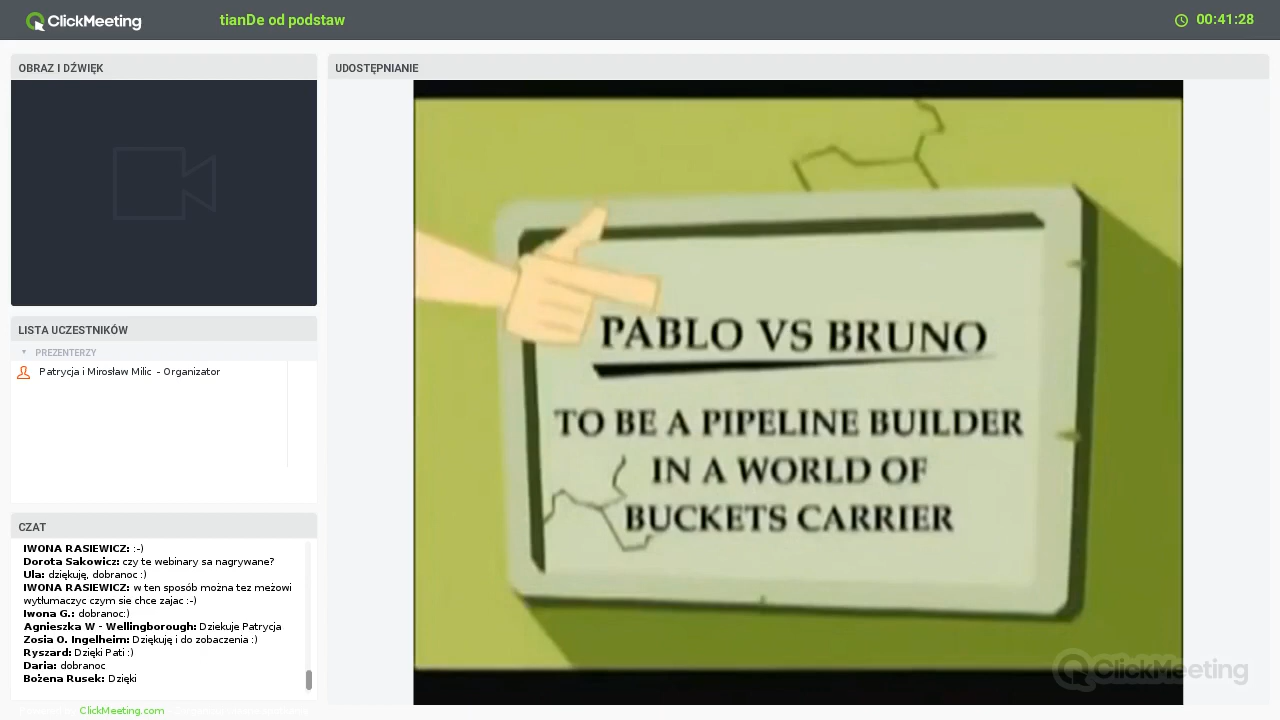 ClickMeeting
tianDe od podstaw
00:41:28
OBRAZ I DŹWIĘK
UDOSTĘPNIANIE
PABLO VS BRUNO
TO BE A PIPELINE BUILDER
IN A WORLD OF
BUCKETS CARRIER
LISTA UCZESTNIKÓW
PREZENTERZY
Patrycja i Mirosław Milic - Organizator
CZAT
IWONA RASIEWICZ: :-)
Dorota Sakowicz: czy te webinary sa nagrywane?
Ula: dziękuję, dobranoc :)
IWONA RASIEWICZ: w ten sposób można tez meżowi
wytłumaczyc czym sie chce zajac :-)
Iwona G.: dobranoc:)
Agnieszka W - Wellingborough: Dziekuje Patrycja
Zosia O. Ingelheim: Dziękuję i do zobaczenia :)
Ryszard: Dzięki Pati :)
Daria: dobranoc
Bożena Rusek: Dzięki
ClickMeeting
ClickMeeting.com